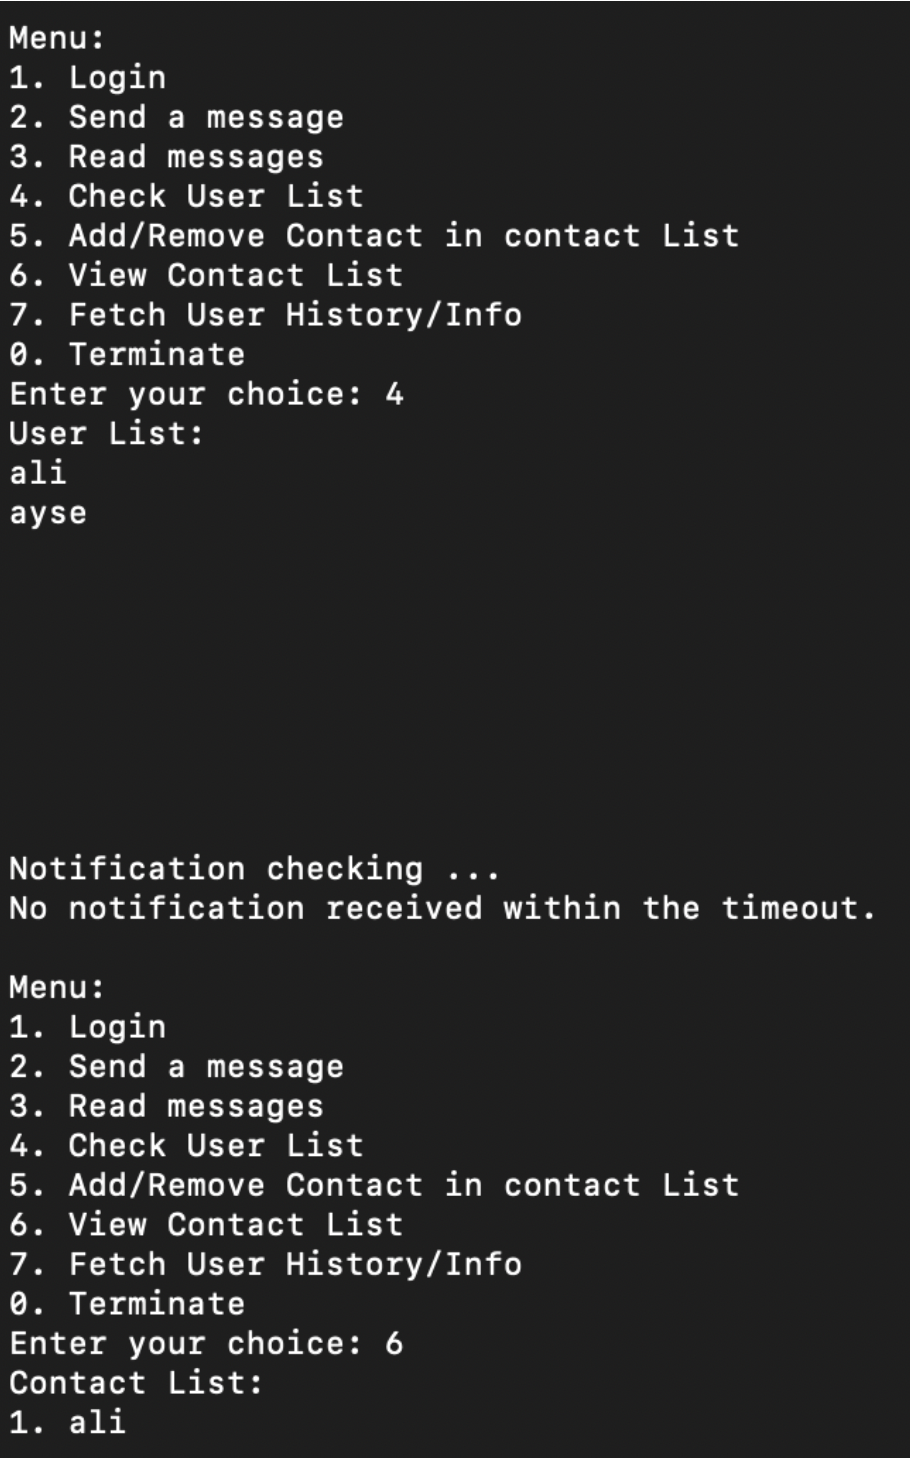 Menu:
1. Login
2. Send a message
3. Read messages
4. Check User List
5. Add/Remove Contact in contact List
6. View Contact List
7. Fetch User History/Info
0. Terminate
Enter your choice: 4
User List:
ali
ayse
Notification checking ...
No notification received within the timeout.
Menu:
1. Login
2. Send a message
3. Read messages
4. Check User List
5. Add/Remove Contact in contact List
6. View Contact List
7. Fetch User History/Info
0. Terminate
Enter your choice: 6
Contact List:
1. ali